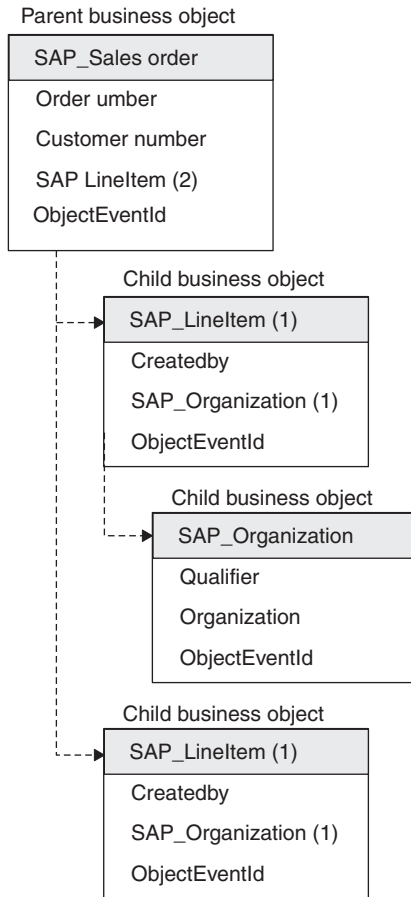 Parent business object
SAP_Sales order
Order umber
Customer number
SAP LineItem (2)
ObjectEventId
Child business object
SAP_LineItem (1)
Createdby
SAP_Organization (1)
ObjectEventId
Child business object
SAP_Organization
Qualifier
Organization
ObjectEventId
Child business object
SAP_LineItem (1)
Createdby
SAP_Organization (1)
ObjectEventId